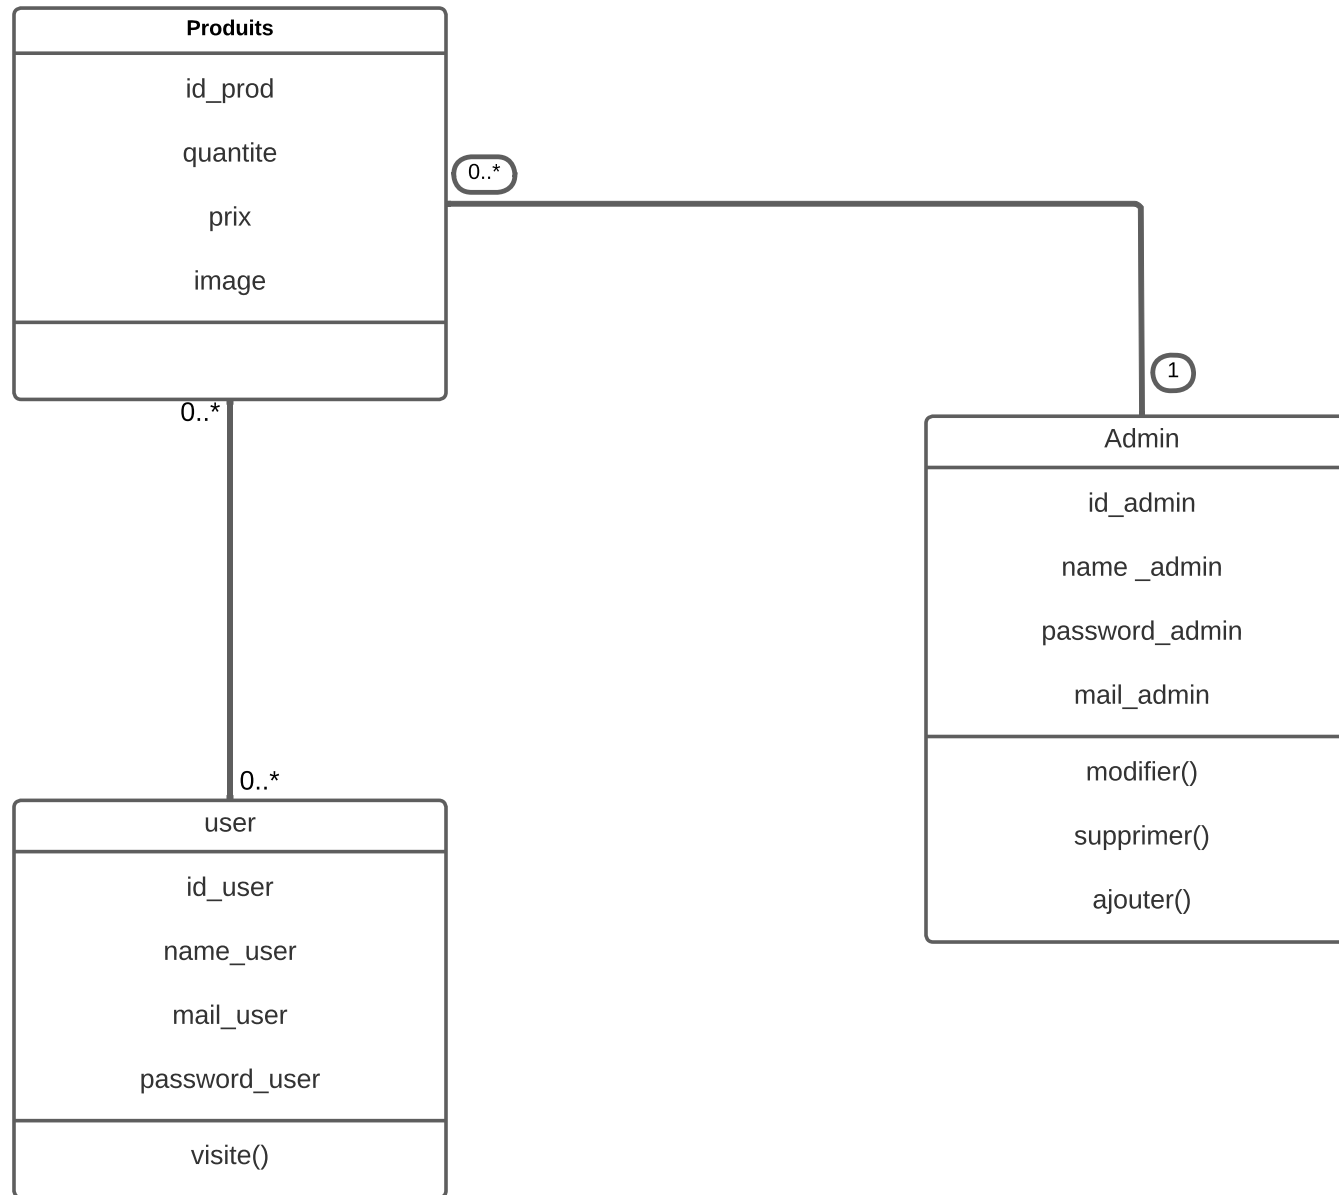 Produits
id_prod
quantite
prix
image
0..*
1
0..*
0..*
Admin
id_admin
name _admin
password_admin
mail_admin
modifier()
supprimer()
ajouter()
user
id_user
name_user
mail_user
password_user
visite()